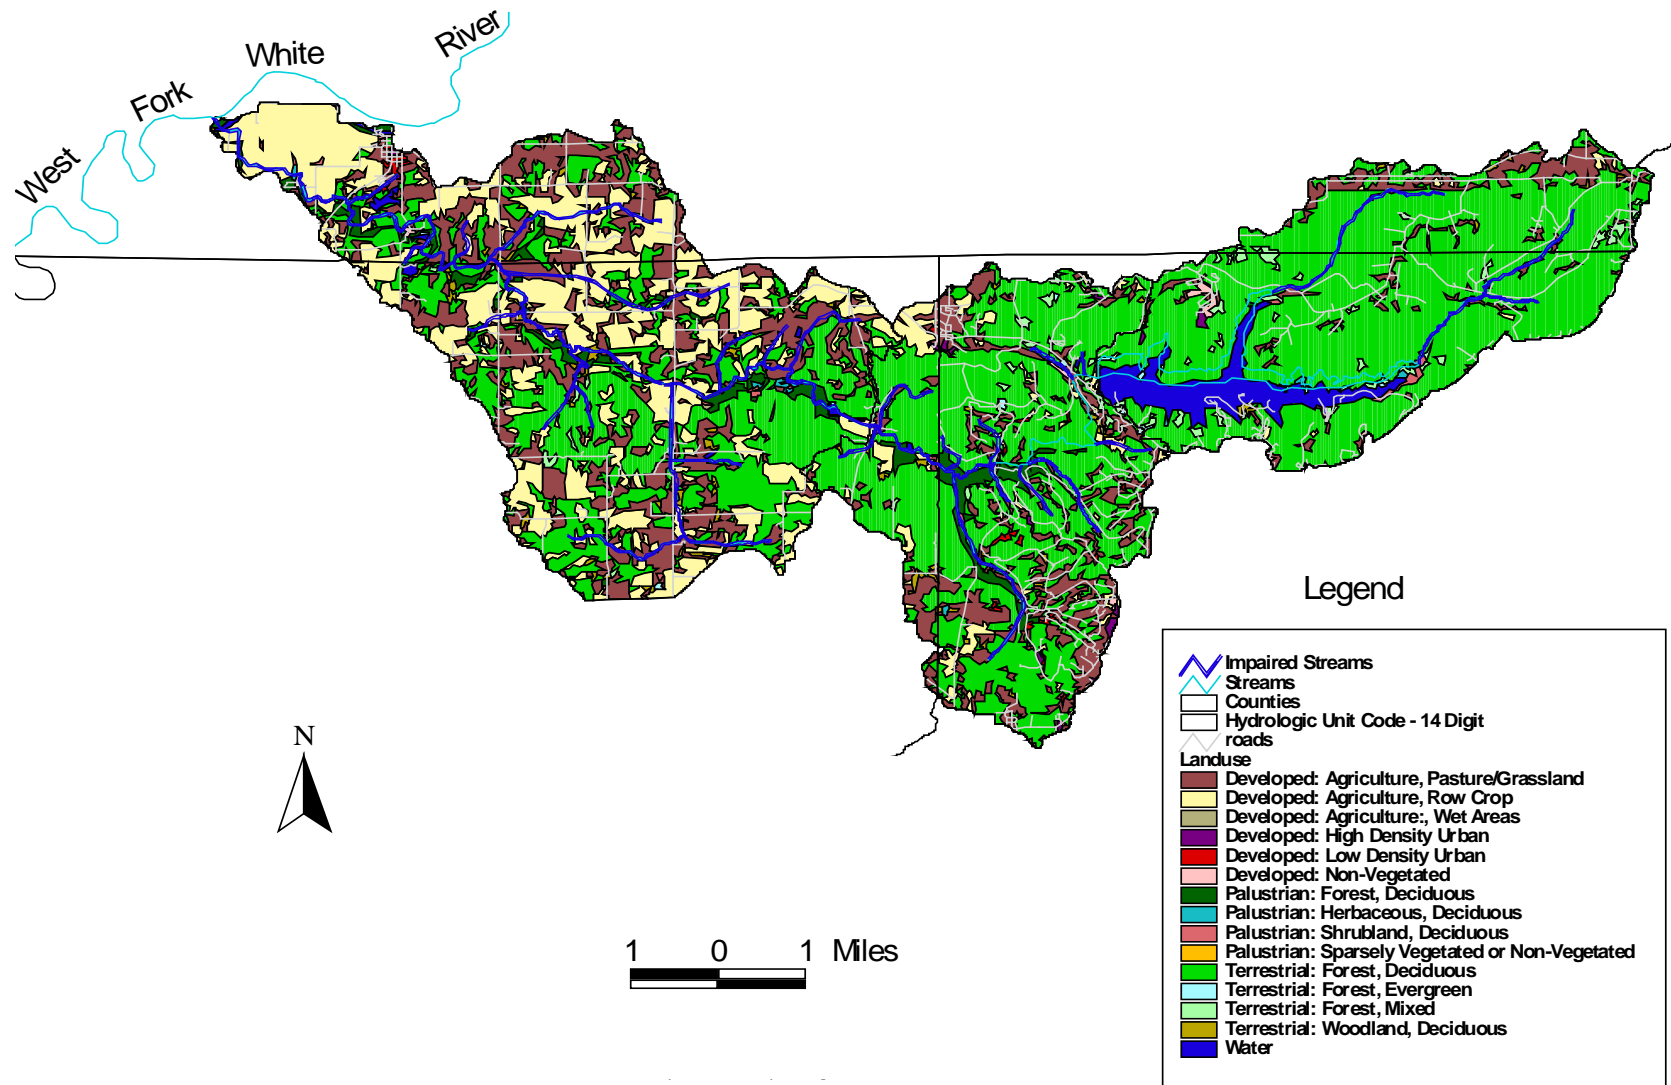 West Fork White River
Legend
Impaired Streams
Streams
Counties
Hydrologic Unit Code - 14 Digit
roads
Landuse
Developed: Agriculture, Pasture/Grassland
Developed: Agriculture, Row Crop
Developed: Agriculture:, Wet Areas
Developed: High Density Urban
Developed: Low Density Urban
Developed: Non-Vegetated
Palustrian: Forest, Deciduous
Palustrian: Herbaceous, Deciduous
Palustrian: Shrubland, Deciduous
Palustrian: Sparsely Vegetated or Non-Vegetated
Terrestrial: Forest, Deciduous
Terrestrial: Forest, Evergreen
Terrestrial: Forest, Mixed
Terrestrial: Woodland, Deciduous
Water
N
1 0 1 Miles